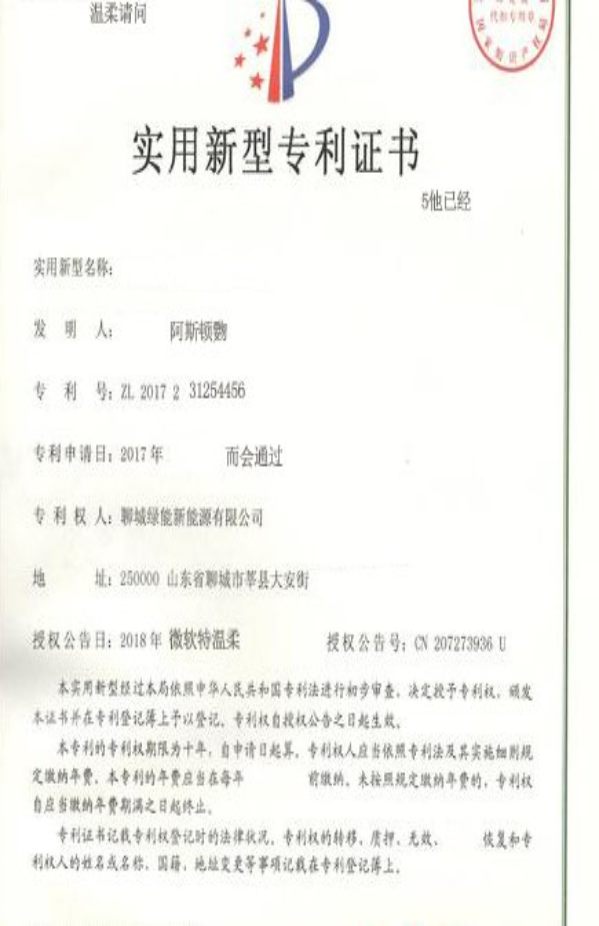 温柔请问
代扣专用章
国家知识产权局
实用新型专利证书
5他已经
实用新型名称：
发 明 人： 阿斯顿觐
专 利 号：ZL 2017 2 31254456
专利申请日：2017年 而会通过
专 利 权 人：聊城绿能新能源有限公司
地 址：250000 山东省聊城市莘县大安街
授权公告日：2018年 微软特温柔 授权公告号：CN 207273936 U
本实用新型经过本局依照中华人民共和国专利法进行初步审查，决定授予专利权，颁发
本证书并在专利登记簿上予以登记。专利权自授权公告之日起生效。
本专利的专利权期限为十年，自申请日起算。专利权人应当依照专利法及其实施细则规
定缴纳年费。本专利的年费应当在每年 前缴纳。未按照规定缴纳年费的，专利权
自应当缴纳年费期满之日起终止。
专利证书记载专利权登记时的法律状况。专利权的转移、质押、无效、 恢复和专
利权人的姓名或名称、国籍、地址变更等事项记载在专利登记簿上。